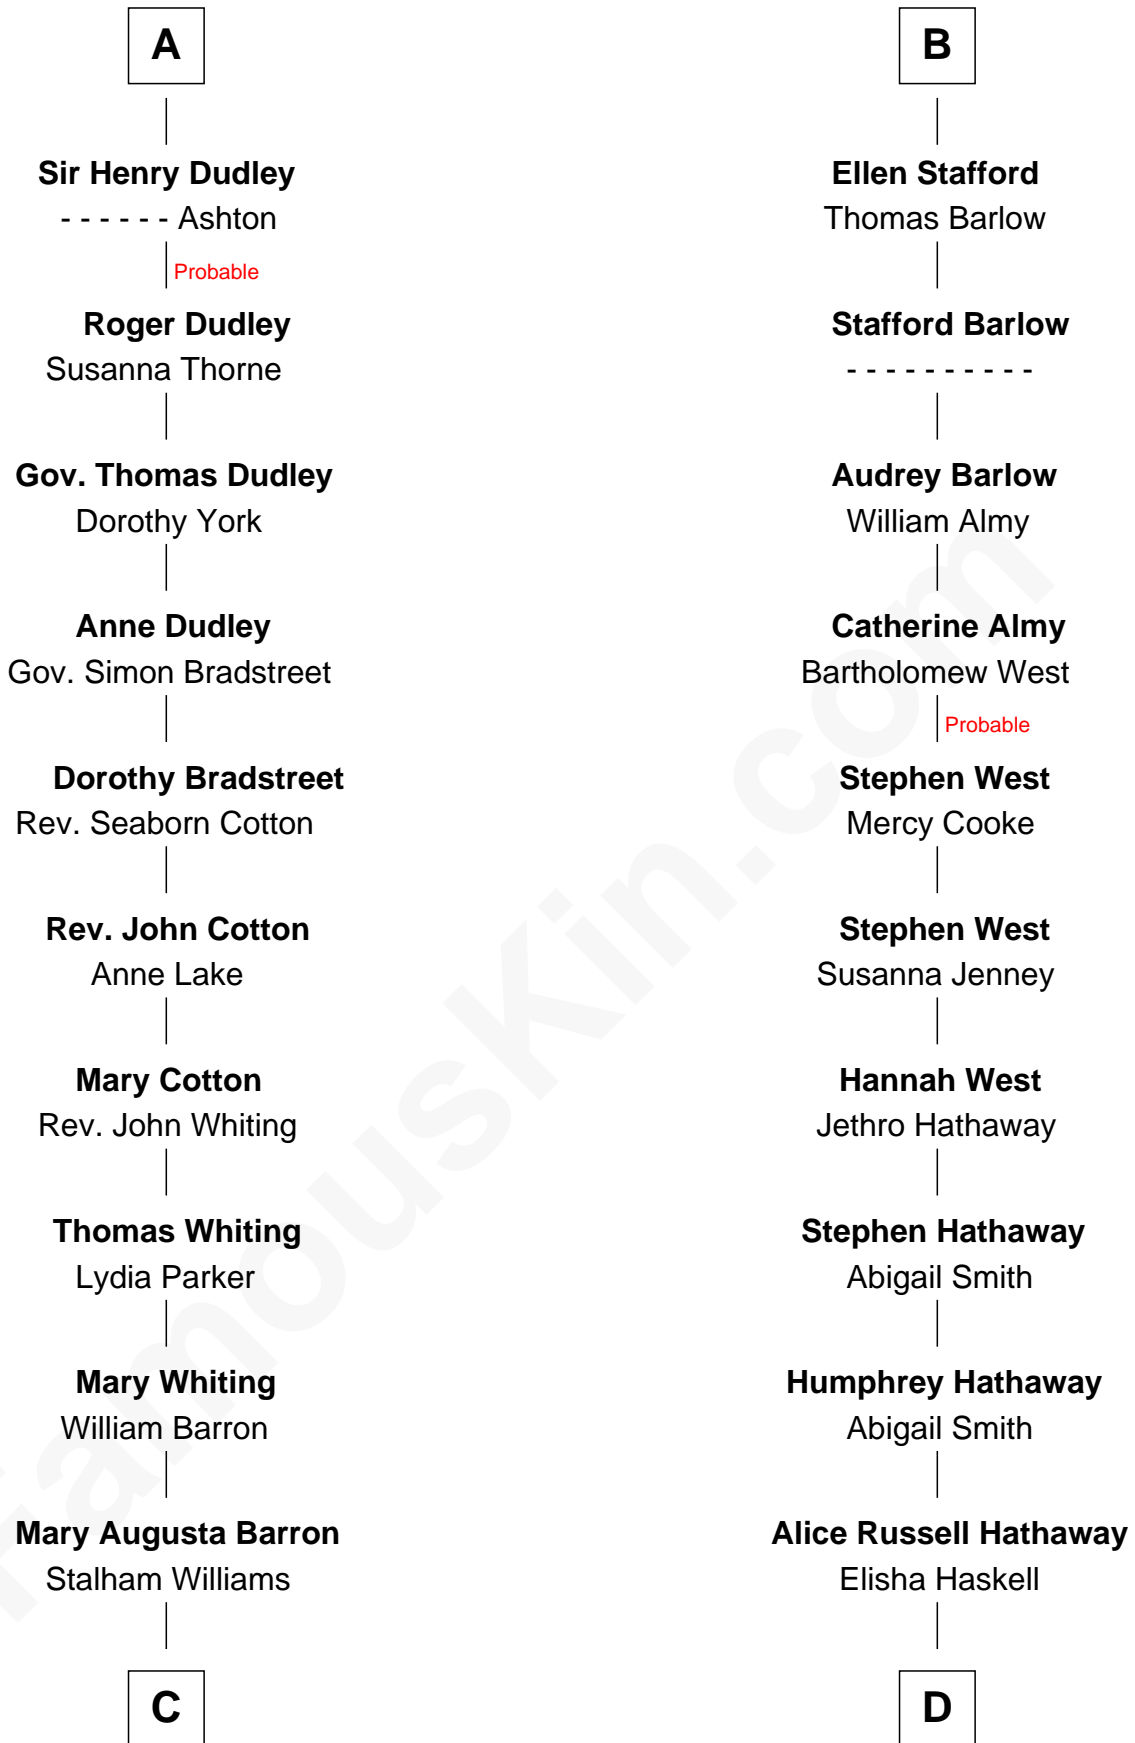 A
Sir Henry Dudley
- - - - - - Ashton
Probable
Roger Dudley
Susanna Thorne
Gov. Thomas Dudley
Dorothy York
Anne Dudley
Gov. Simon Bradstreet
Dorothy Bradstreet
Rev. Seaborn Cotton
Rev. John Cotton
Anne Lake
Mary Cotton
Rev. John Whiting
Thomas Whiting
Lydia Parker
Mary Whiting
William Barron
Mary Augusta Barron
Stalham Williams
C
B
Ellen Stafford
Thomas Barlow
Stafford Barlow
- - - - - - - - - -
Audrey Barlow
William Almy
Catherine Almy
Bartholomew West
Probable
Stephen West
Mercy Cooke
Stephen West
Susanna Jenney
Hannah West
Jethro Hathaway
Stephen Hathaway
Abigail Smith
Humphrey Hathaway
Abigail Smith
Alice Russell Hathaway
Elisha Haskell
D
FamousKin.com